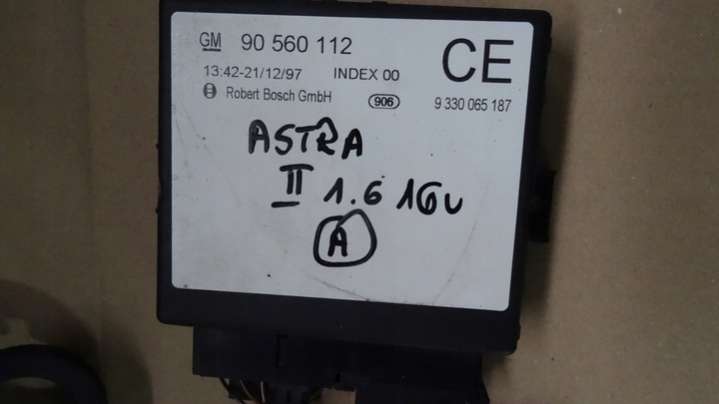 GM 90 560 112
CE
13:42-21/12/97 INDEX 00
Robert Bosch GmbH 906 9 330 065 187
ASTRA
II 1.6 16v
A